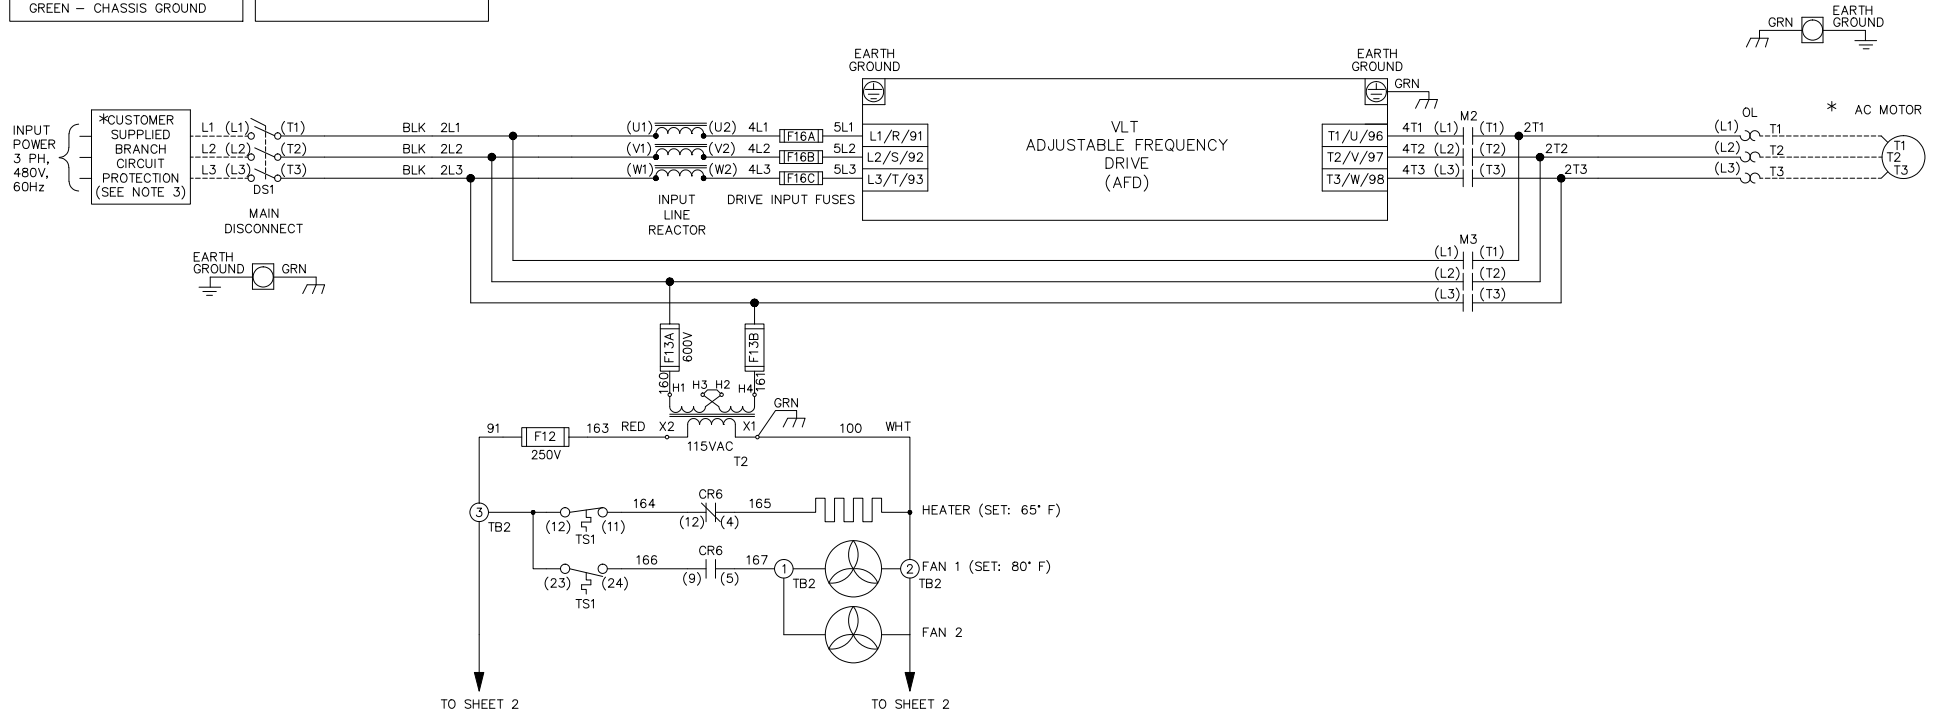 GREEN – CHASSIS GROUND
GRN
EARTH
GROUND
EARTH
GROUND
EARTH
GROUND
GRN
INPUT
POWER
3 PH,
480V,
60Hz
*CUSTOMER
SUPPLIED
BRANCH
CIRCUIT
PROTECTION
(SEE NOTE 3)
L1 (L1) (T1)
L2 (L2) (T2)
L3 (L3) (T3)
DS1
MAIN
DISCONNECT
BLK 2L1
BLK 2L2
BLK 2L3
(U1) (U2) 4L1 F16A 5L1 L1/R/91
(V1) (V2) 4L2 F16B 5L2 L2/S/92
(W1) (W2) 4L3 F16C 5L3 L3/T/93
INPUT
LINE
REACTOR
DRIVE INPUT FUSES
VLT
ADJUSTABLE FREQUENCY
DRIVE
(AFD)
M2
T1/U/96 4T1 (L1) (T1) 2T1
T2/V/97 4T2 (L2) (T2) 2T2
T3/W/98 4T3 (L3) (T3) 2T3
OL
(L1) T1
(L2) T2
(L3) T3
* AC MOTOR
T1
T2
T3
EARTH
GROUND GRN
M3
(L1) (T1)
(L2) (T2)
(L3) (T3)
F13A
600V
F13B
160
161
H1 H3 H2 H4
GRN
91 F12 163 RED X2 X1 100 WHT
250V
115VAC
T2
3
TB2
(12) (11)
TS1
164
CR6
(12) (4)
165
HEATER (SET: 65° F)
(23) (24)
TS1
166
CR6
(9) (5)
167
1
TB2
2
TB2
FAN 1 (SET: 80° F)
FAN 2
TO SHEET 2
TO SHEET 2